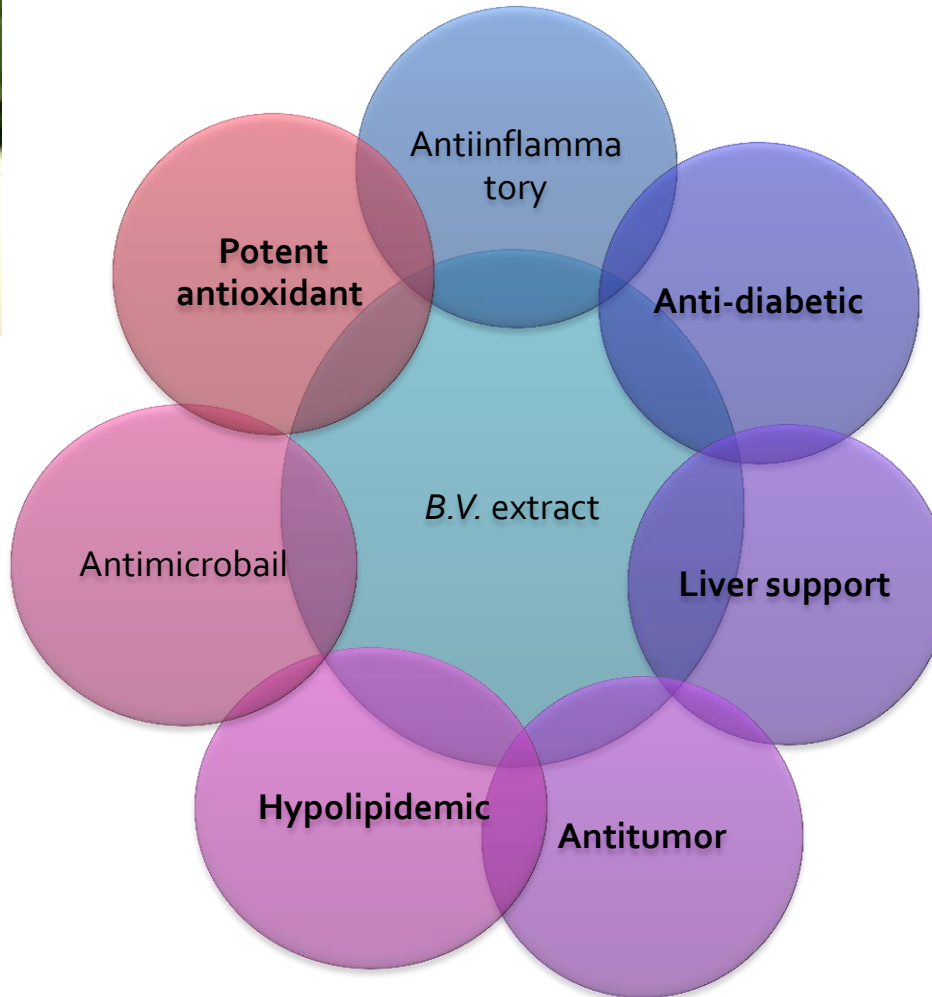 Antiinflamma
tory
Potent
antioxidant
Anti-diabetic
B.V. extract
Antimicrobail
Liver support
Hypolipidemic
Antitumor